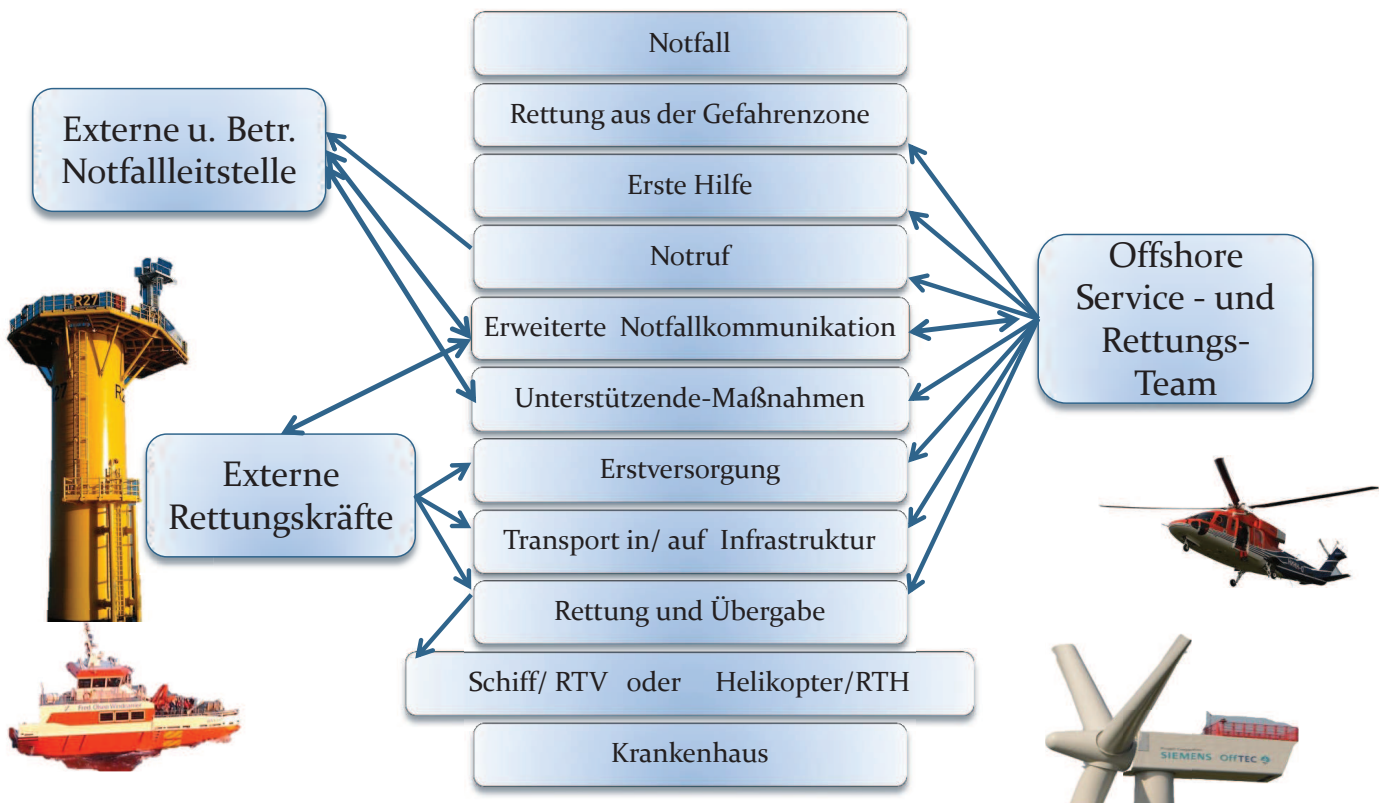 Notfall
Rettung aus der Gefahrenzone
Erste Hilfe
Notruf
Erweiterte Notfallkommunikation
Unterstützende-Maßnahmen
Erstversorgung
Transport in/ auf Infrastruktur
Rettung und Übergabe
Schiff/ RTV oder Helikopter/RTH
Krankenhaus
Externe u. Betr.
Notfallleitstelle
Externe
Rettungskräfte
Offshore
Service - und
Rettungs-
Team
R27
SIEMENS OffTEC